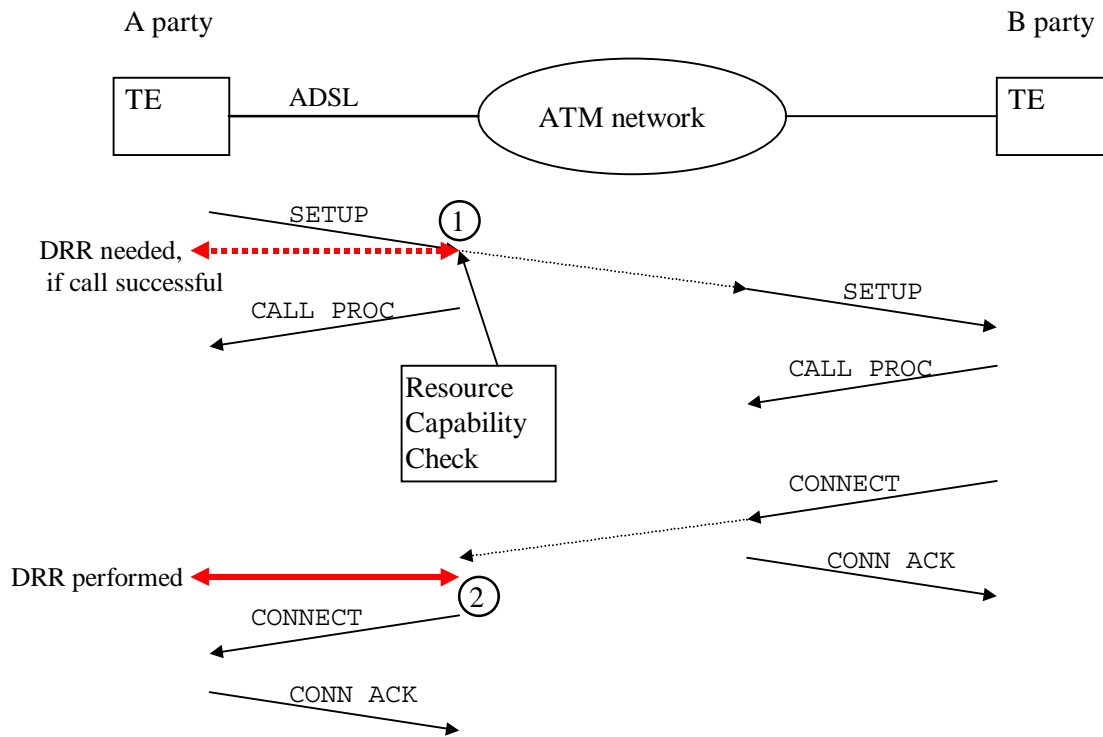 A party
B party
TE
ADSL
ATM network
TE
SETUP
1
DRR needed,
if call successful
SETUP
CALL PROC
CALL PROC
Resource
Capability
Check
CONNECT
CONN ACK
DRR performed
2
CONNECT
CONN ACK